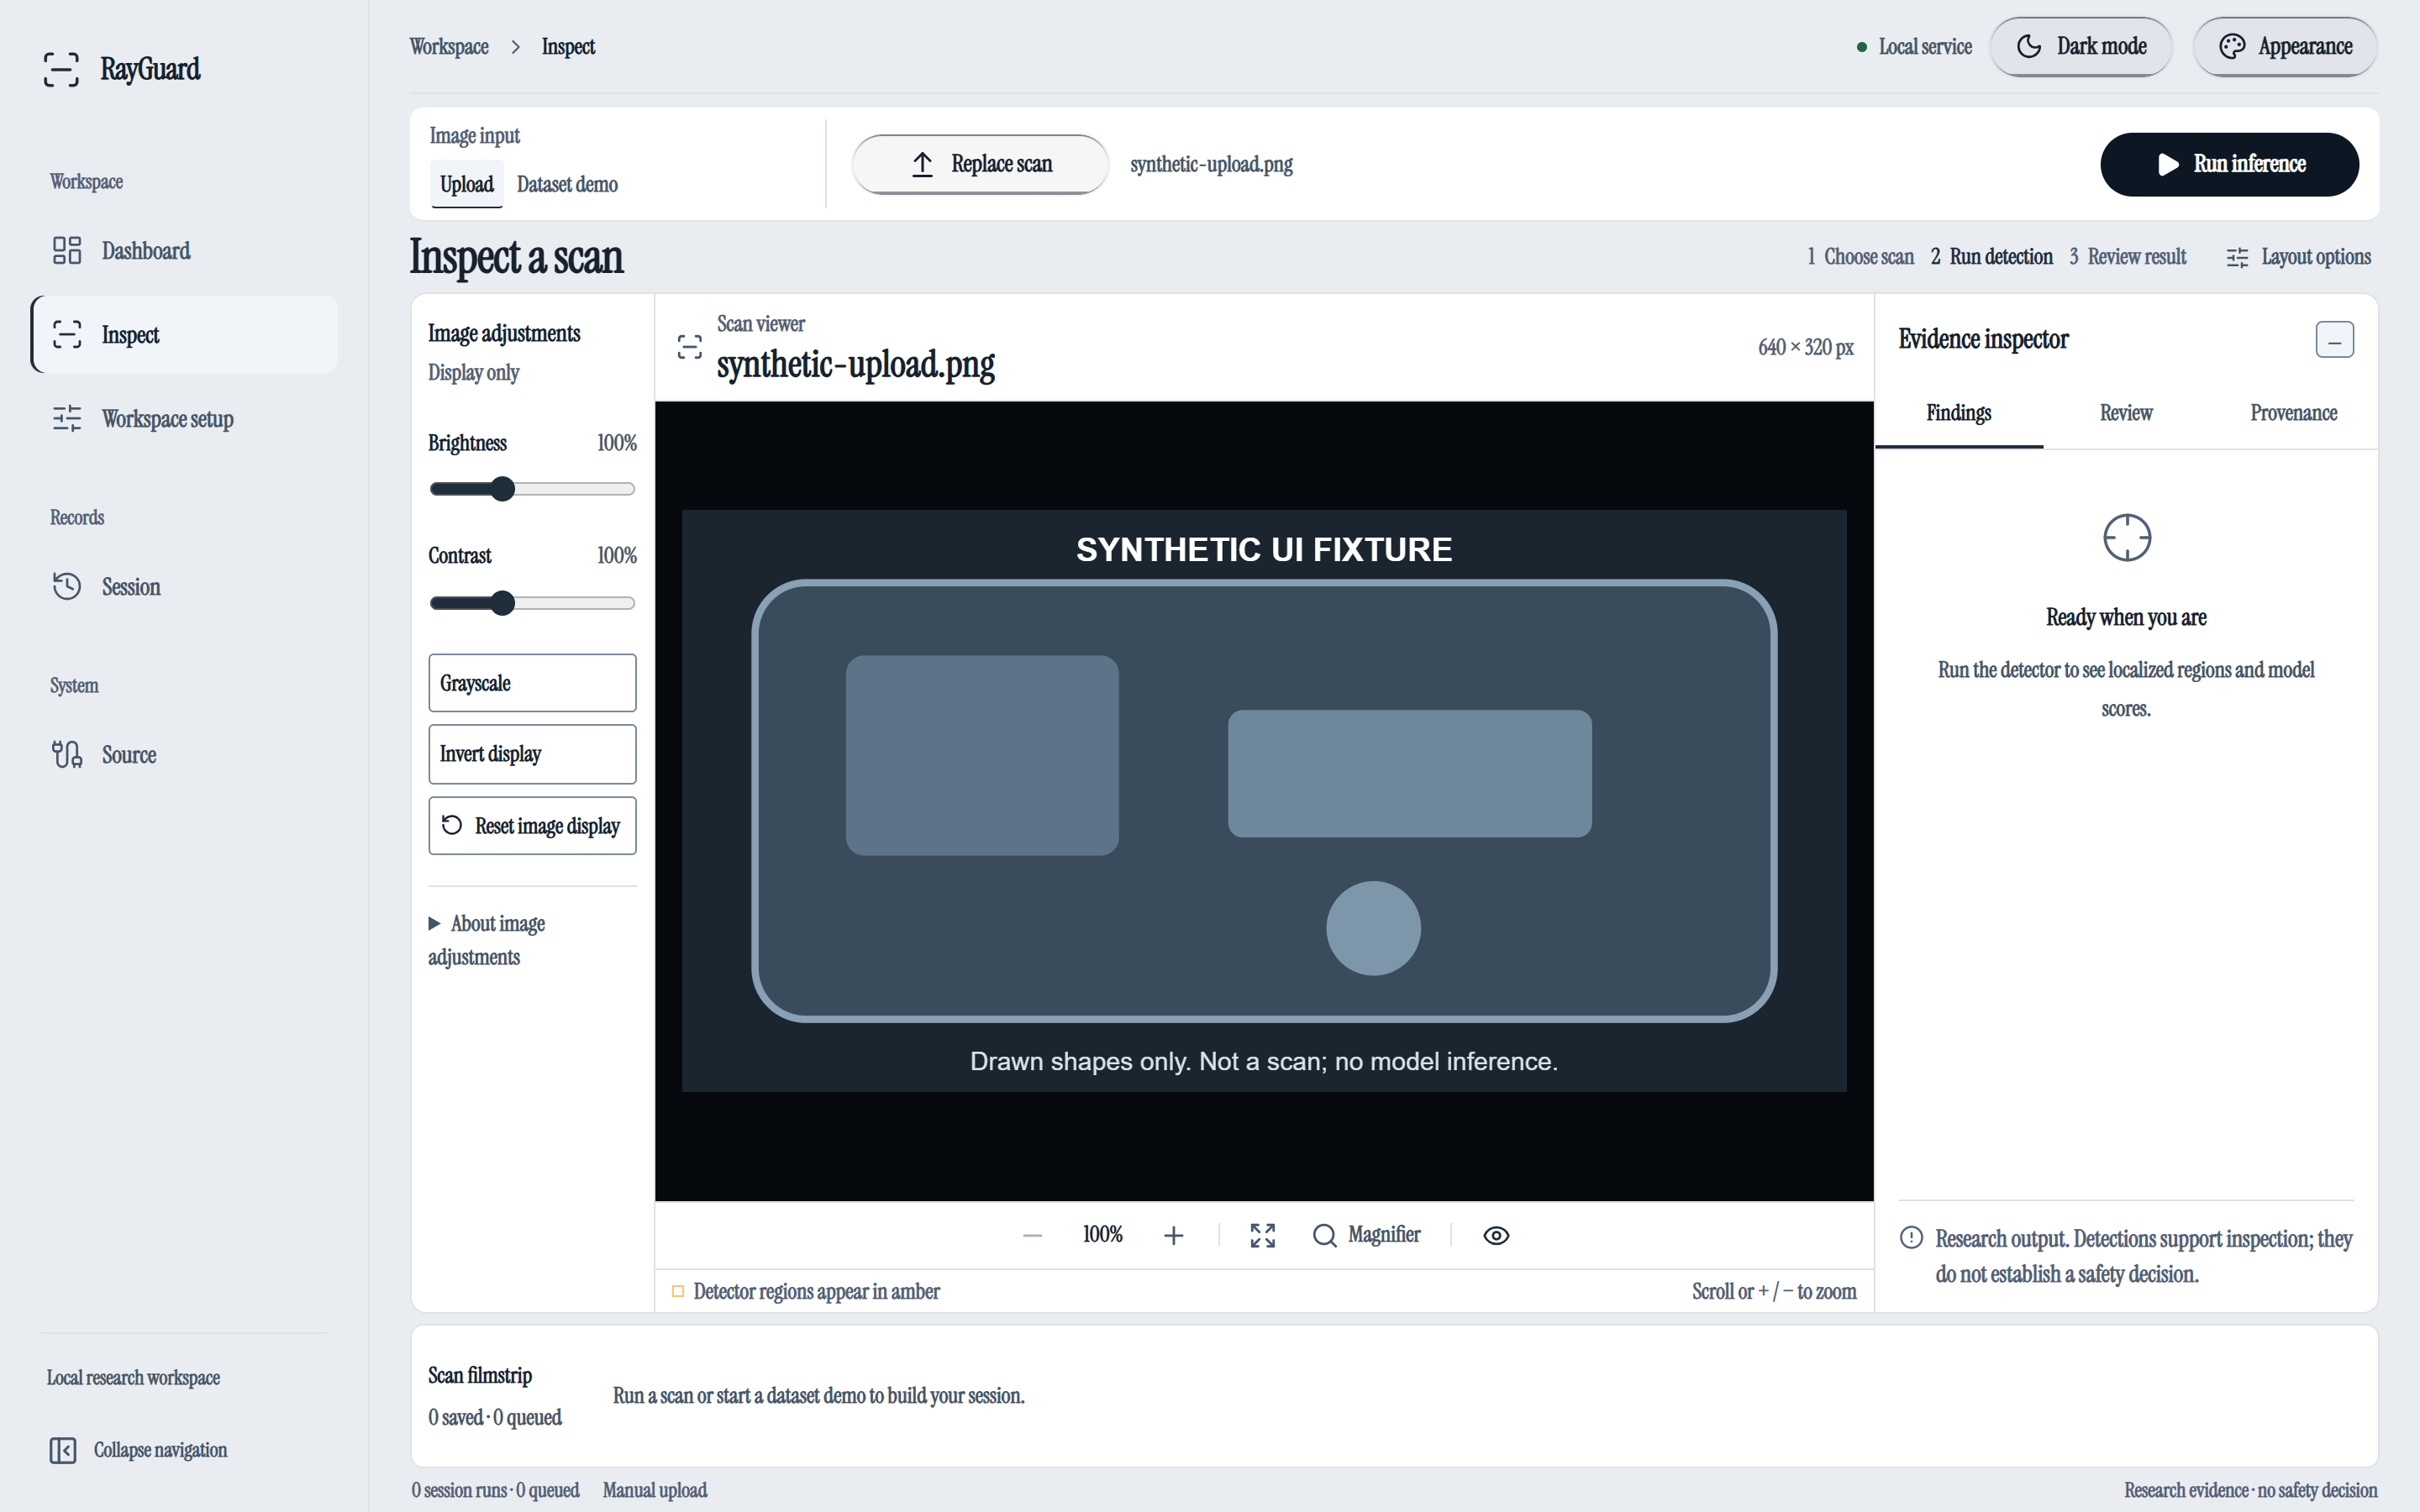 RayGuard
Workspace
Dashboard
Inspect
Workspace setup
Records
Session
System
Source
Local research workspace
Collapse navigation
Workspace > Inspect
Local service
Dark mode
Appearance
Image input
Upload Dataset demo
Replace scan
synthetic-upload.png
Run inference
Inspect a scan
1 Choose scan 2 Run detection 3 Review result
Layout options
Image adjustments
Display only
Brightness 100%
Contrast 100%
Grayscale
Invert display
Reset image display
About image
adjustments
Scan viewer
synthetic-upload.png
640 × 320 px
SYNTHETIC UI FIXTURE
Drawn shapes only. Not a scan; no model inference.
100%
Magnifier
Detector regions appear in amber
Scroll or + / − to zoom
Evidence inspector
Findings Review Provenance
Ready when you are
Run the detector to see localized regions and model
scores.
Research output. Detections support inspection; they
do not establish a safety decision.
Scan filmstrip
0 saved · 0 queued
Run a scan or start a dataset demo to build your session.
0 session runs · 0 queued
Manual upload
Research evidence · no safety decision